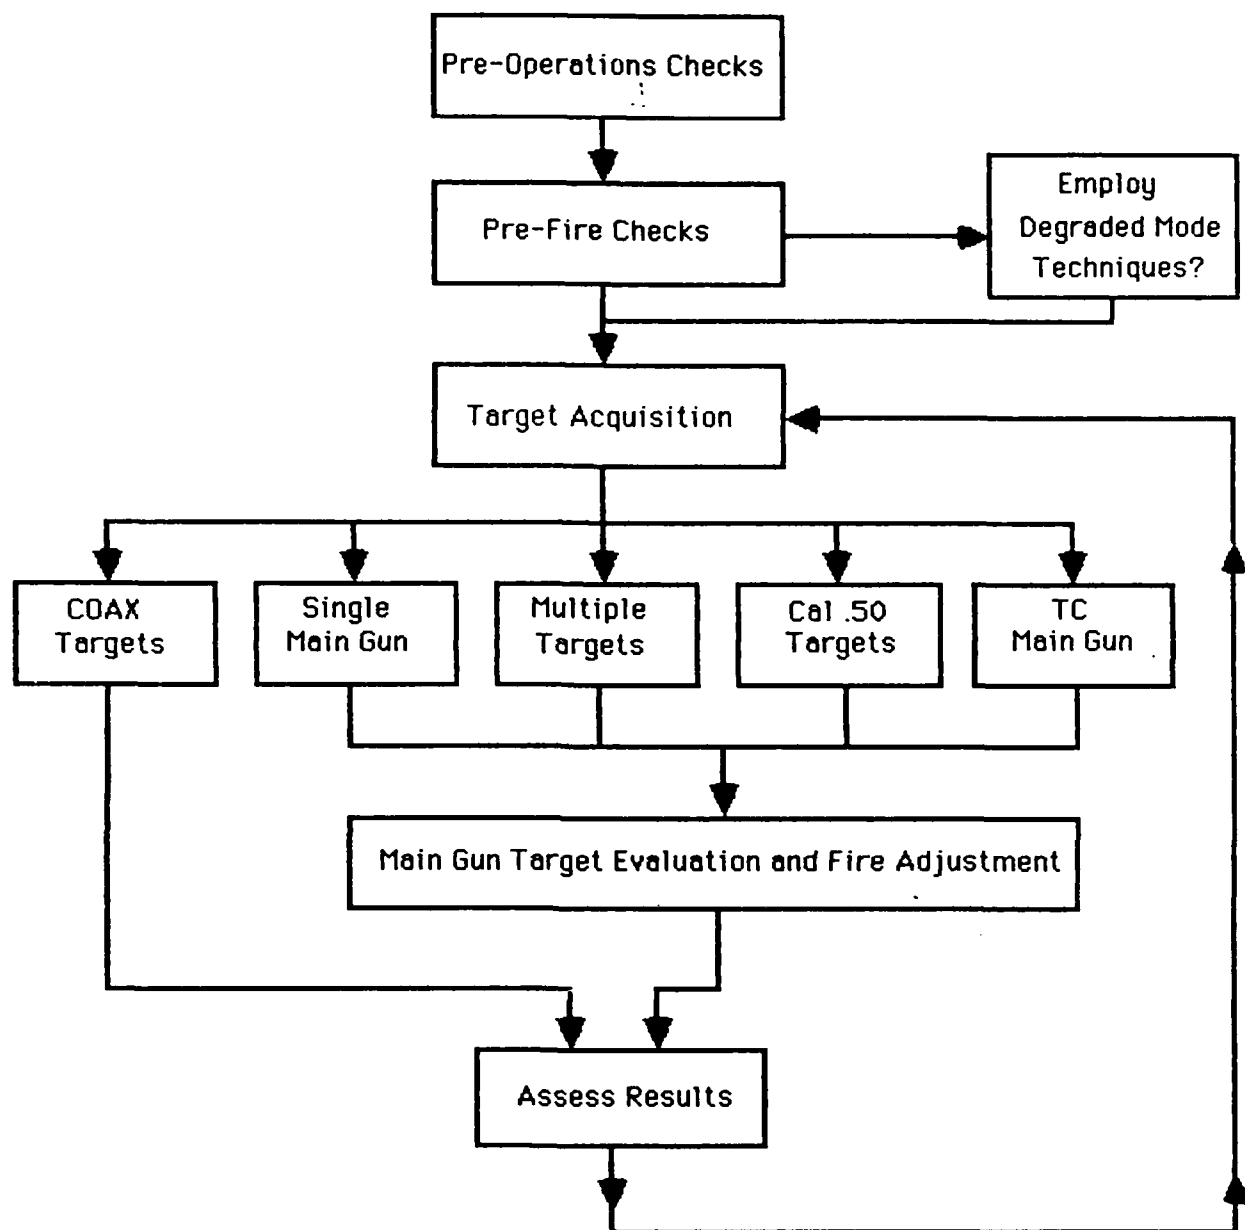 Pre-Operations Checks
Pre-Fire Checks
Employ
Degraded Mode
Techniques?
Target Acquisition
COAX
Targets
Single
Main Gun
Multiple
Targets
Cal .50
Targets
TC
Main Gun
Main Gun Target Evaluation and Fire Adjustment
Assess Results